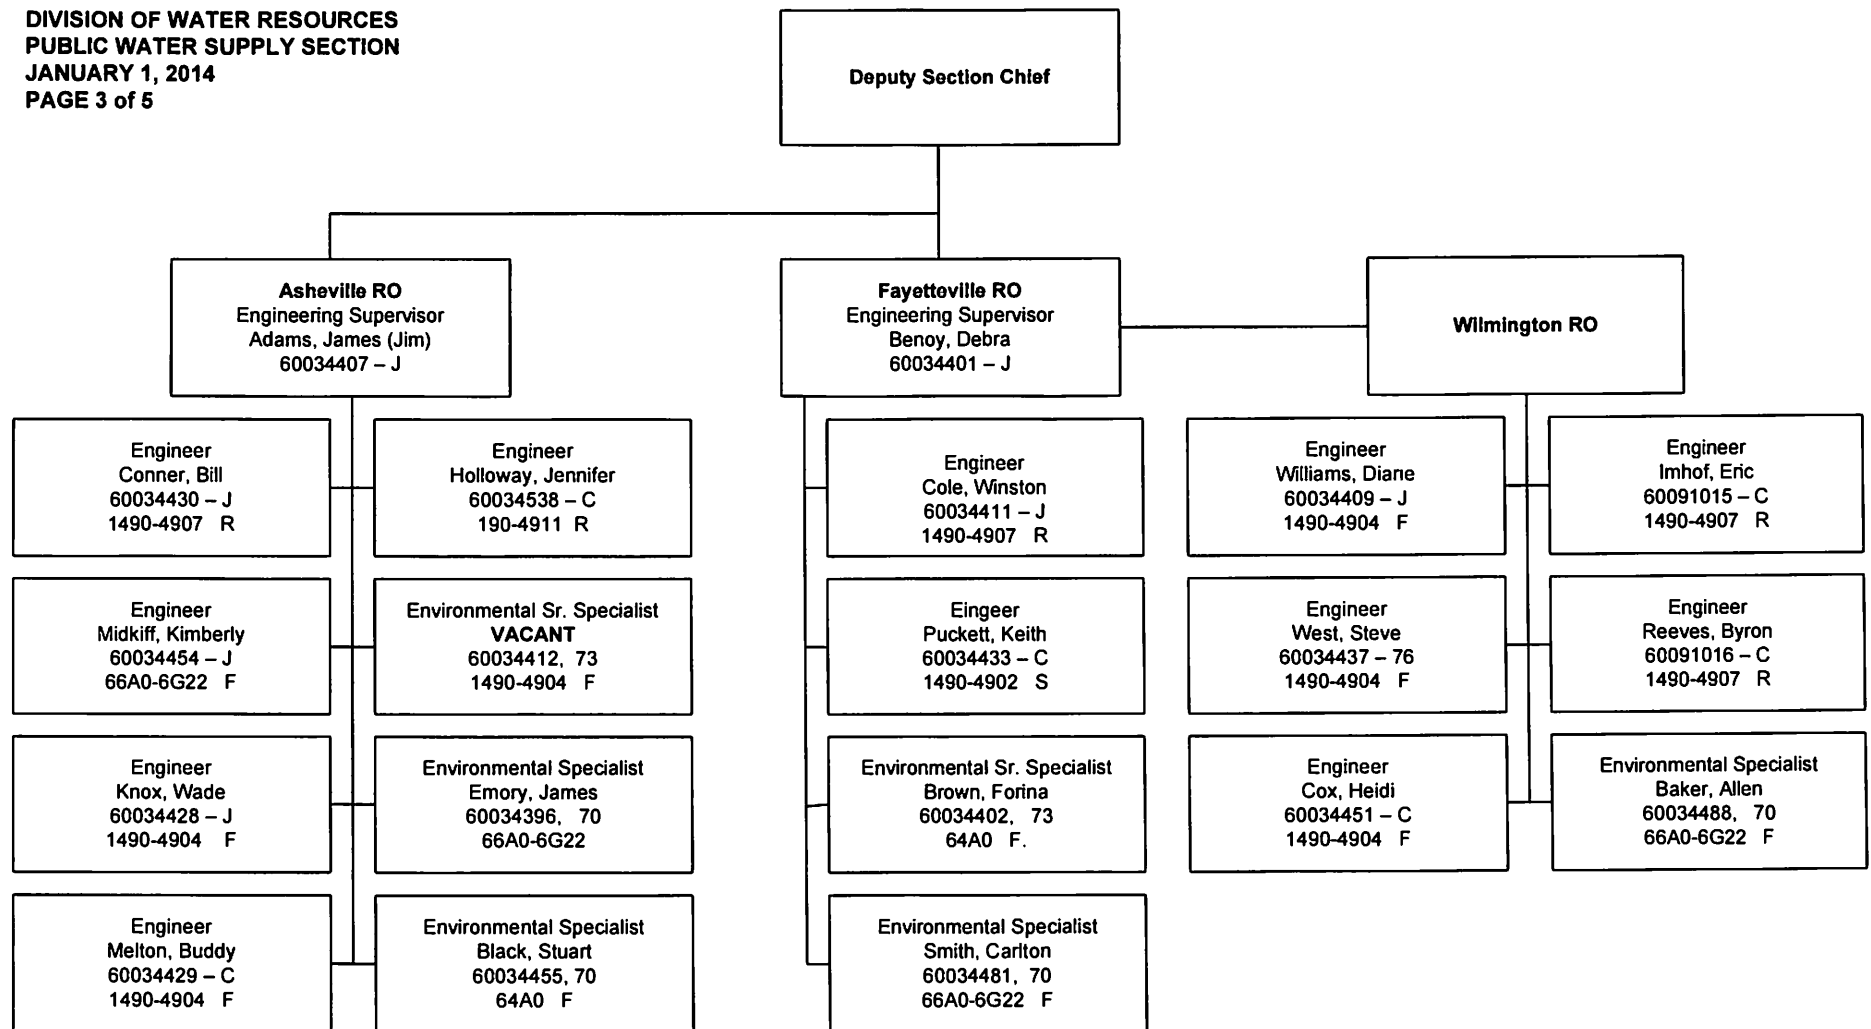 DIVISION OF WATER RESOURCES
PUBLIC WATER SUPPLY SECTION
JANUARY 1, 2014
PAGE 3 of 5
Deputy Section Chief
Asheville RO
Engineering Supervisor
Adams, James (Jim)
60034407 – J
Fayetteville RO
Engineering Supervisor
Benoy, Debra
60034401 – J
Wilmington RO
Engineer
Conner, Bill
60034430 – J
1490-4907 R
Engineer
Holloway, Jennifer
60034538 – C
190-4911 R
Engineer
Cole, Winston
60034411 – J
1490-4907 R
Engineer
Williams, Diane
60034409 – J
1490-4904 F
Engineer
Imhof, Eric
60091015 – C
1490-4907 R
Engineer
Midkiff, Kimberly
60034454 – J
66A0-6G22 F
Environmental Sr. Specialist
VACANT
60034412, 73
1490-4904 F
Eingeer
Puckett, Keith
60034433 – C
1490-4902 S
Engineer
West, Steve
60034437 – 76
1490-4904 F
Engineer
Reeves, Byron
60091016 – C
1490-4907 R
Engineer
Knox, Wade
60034428 – J
1490-4904 F
Environmental Specialist
Emory, James
60034396, 70
66A0-6G22
Environmental Sr. Specialist
Brown, Forina
60034402, 73
64A0 F.
Engineer
Cox, Heidi
60034451 – C
1490-4904 F
Environmental Specialist
Baker, Allen
60034488, 70
66A0-6G22 F
Engineer
Melton, Buddy
60034429 – C
1490-4904 F
Environmental Specialist
Black, Stuart
60034455, 70
64A0 F
Environmental Specialist
Smith, Carlton
60034481, 70
66A0-6G22 F